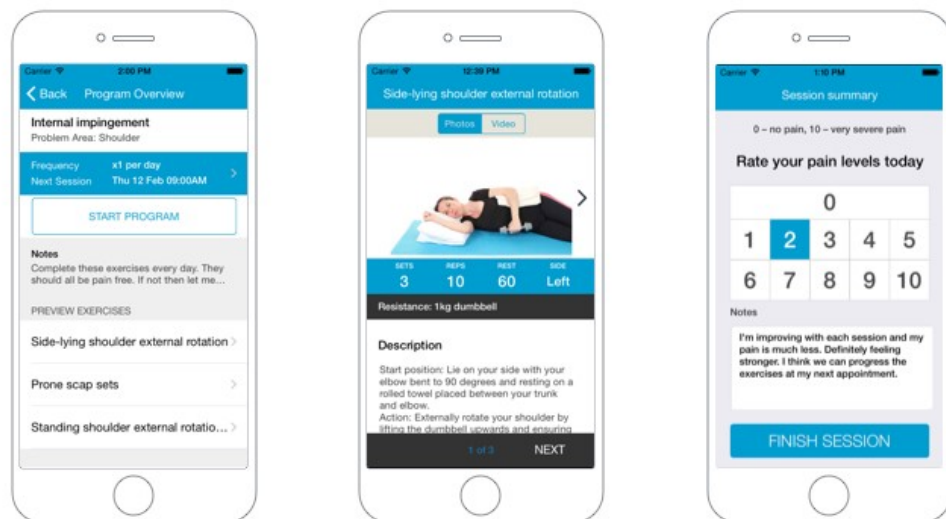 Carrier 2:00 PM
Back Program Overview
Internal impingement
Problem Area: Shoulder
Frequency x1 per day
Next Session Thu 12 Feb 09:00AM
START PROGRAM
Notes
Complete these exercises every day. They
should all be pain free. If not then let me...
PREVIEW EXERCISES
Side-lying shoulder external rotation
Prone scap sets
Standing shoulder external rotatio...
Carrier 12:39 PM
Side-lying shoulder external rotation
Photos Video
SETS REPS REST SIDE
3 10 60 Left
Resistance: 1kg dumbbell
Description
Start position: Lie on your side with your
elbow bent to 90 degrees and resting on a
rolled towel placed between your trunk
and elbow.
Action: Externally rotate your shoulder by
lifting the dumbbell upwards and ensuring
1 of 3 NEXT
Carrier 1:10 PM
Session summary
0 – no pain, 10 – very severe pain
Rate your pain levels today
0
1 2 3 4 5
6 7 8 9 10
Notes
I'm improving with each session and my
pain is much less. Definitely feeling
stronger. I think we can progress the
exercises at my next appointment.
FINISH SESSION